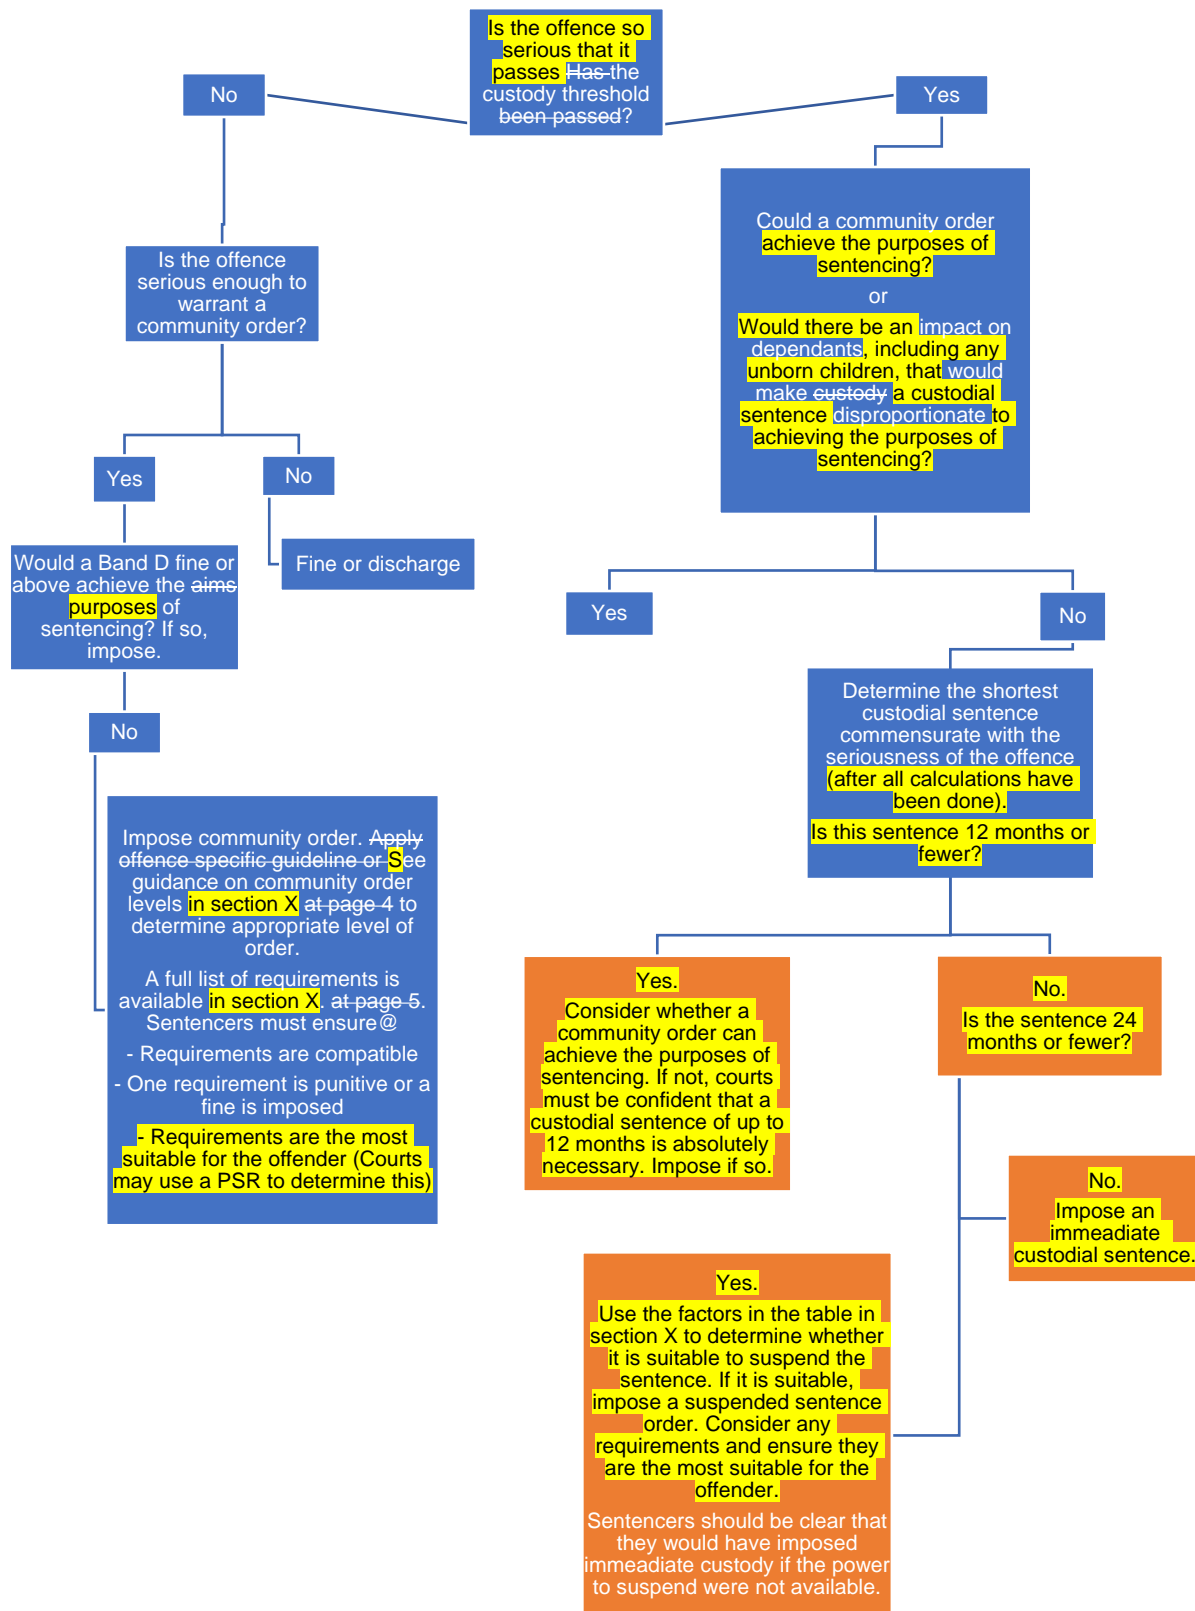 Is the offence so
serious that it
passes Has the
custody threshold
been passed?
No
Yes
Is the offence
serious enough to
warrant a
community order?
Yes
No
Fine or discharge
Would a Band D fine or
above achieve the aims
purposes of
sentencing? If so,
impose.
No
Impose community order. Apply
offence specific guideline or See
guidance on community order
levels in section X at page 4 to
determine appropriate level of
order.
A full list of requirements is
available in section X. at page 5.
Sentencers must ensure@
- Requirements are compatible
- One requirement is punitive or a
fine is imposed
- Requirements are the most
suitable for the offender (Courts
may use a PSR to determine this)
Could a community order
achieve the purposes of
sentencing?
or
Would there be an impact on
dependants, including any
unborn children, that would
make custody a custodial
sentence disproportionate to
achieving the purposes of
sentencing?
Yes
No
Determine the shortest
custodial sentence
commensurate with the
seriousness of the offence
(after all calculations have
been done).
Is this sentence 12 months or
fewer?
Yes.
Consider whether a
community order can
achieve the purposes of
sentencing. If not, courts
must be confident that a
custodial sentence of up to
12 months is absolutely
necessary. Impose if so.
No.
Is the sentence 24
months or fewer?
No.
Impose an
immeadiate
custodial sentence.
Yes.
Use the factors in the table in
section X to determine whether
it is suitable to suspend the
sentence. If it is suitable,
impose a suspended sentence
order. Consider any
requirements and ensure they
are the most suitable for the
offender.
Sentencers should be clear that
they would have imposed
immeadiate custody if the power
to suspend were not available.